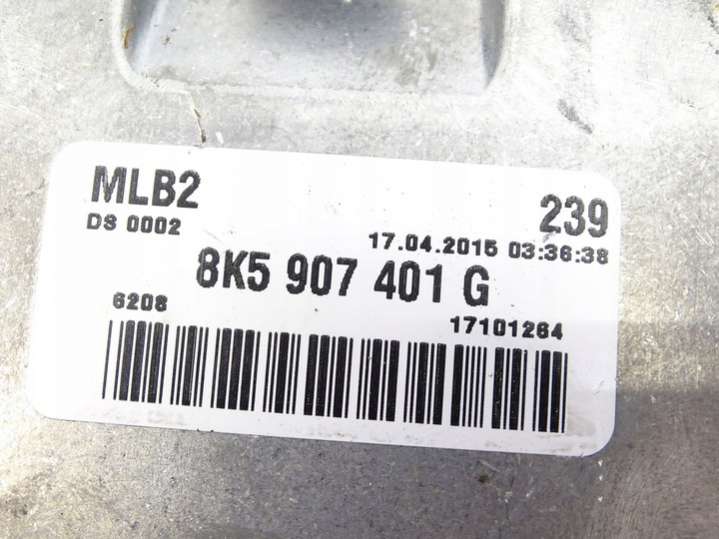 MLB2 239
DS 0002
17.04.2015 03:36:38
8K5 907 401 G
6208 17101264